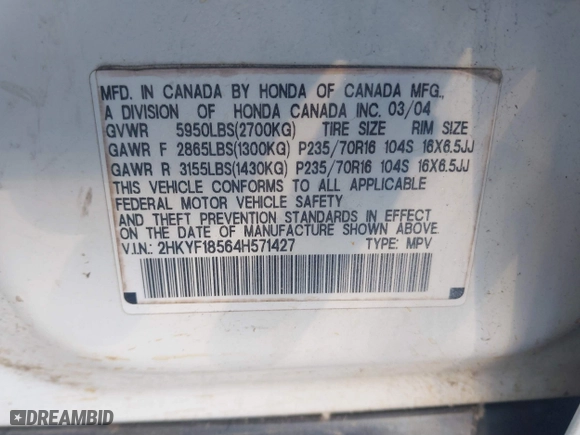 MFD. IN CANADA BY HONDA OF CANADA MFG.,
A DIVISION OF HONDA CANADA INC. 03/04
GVWR 5950LBS(2700KG) TIRE SIZE RIM SIZE
GAWR F 2865LBS(1300KG) P235/70R16 104S 16X6.5JJ
GAWR R 3155LBS(1430KG) P235/70R16 104S 16X6.5JJ
THIS VEHICLE CONFORMS TO ALL APPLICABLE
FEDERAL MOTOR VEHICLE SAFETY
AND THEFT PREVENTION STANDARDS IN EFFECT
ON THE DATE OF MANUFACTURE SHOWN ABOVE.
V.I.N.: 2HKYF18564H571427 TYPE: MPV
DREAMBID